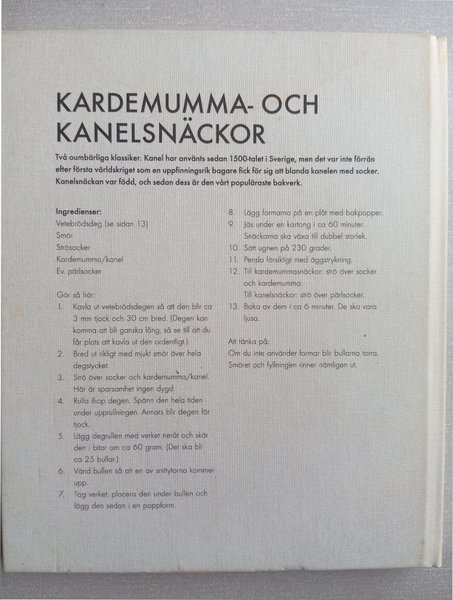 KARDEMUMMA- OCH
KANELSNÄCKOR
Två oumbärliga klassiker. Kanel har använts sedan 1500-talet i Sverige, men det var inte förrän
efter första världskriget som en uppfinningsrik bagare fick för sig att blanda kanelen med socker.
Kanelsnäckan var född, och sedan dess är den vårt populäraste bakverk.
Ingredienser:
Vetebrödsdeg (se sidan 13)
Smör
Strösocker
Kardemumma/kanel
Ev. pärlsocker
Gör så här:
1. Kavla ut vetebrödsdegen så att den blir ca
3 mm tjock och 30 cm bred. (Degen kan
komma att bli ganska lång, så se till att du
får plats att kavla ut den ordentligt.)
2. Bred ut rikligt med mjukt smör över hela
degstycket.
3. Strö över socker och kardemumma/kanel.
Här är sparsamhet ingen dygd.
4. Rulla ihop degen. Spänn den hela tiden
under upprullningen. Annars blir degen för
tjock.
5. Lägg degrullen med verket neråt och skär
den i bitar om ca 60 gram. (Det ska bli
ca 25 bullar.)
6. Vänd bullen så att en av snittytorna kommer
upp.
7. Tag verket, placera den under bullen och
lägg den sedan i en pappform.
8. Lägg formarna på en plåt med bakpapper.
9. Jäs under en kartong i ca 60 minuter.
Snäckorna ska växa till dubbel storlek.
10. Sätt ugnen på 230 grader.
11. Pensla försiktigt med äggstrykning.
12. Till kardemummasnäckor: strö över socker
och kardemumma.
Till kanelsnäckor: strö över pärlsocker.
13. Baka av dem i ca 6 minuter. De ska vara
ljusa.
Att tänka på:
Om du inte använder formar blir bullarna torra.
Smöret och fyllningen rinner nämligen ut.